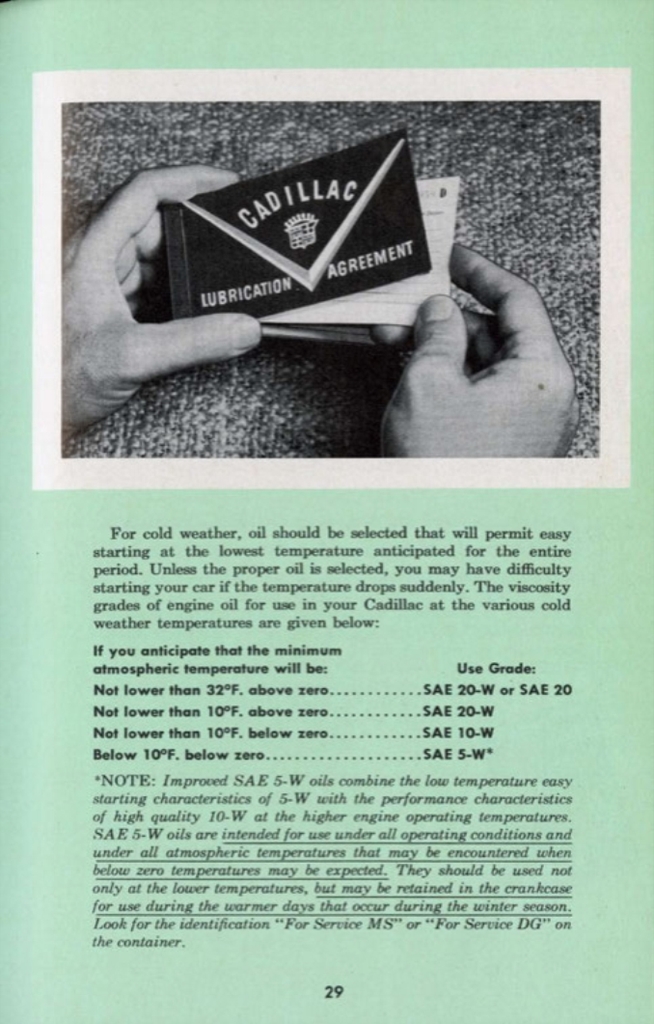 CADILLAC
LUBRICATION AGREEMENT
D
For cold weather, oil should be selected that will permit easy
starting at the lowest temperature anticipated for the entire
period. Unless the proper oil is selected, you may have difficulty
starting your car if the temperature drops suddenly. The viscosity
grades of engine oil for use in your Cadillac at the various cold
weather temperatures are given below:
If you anticipate that the minimum
atmospheric temperature will be: Use Grade:
Not lower than 32°F. above zero............SAE 20-W or SAE 20
Not lower than 10°F. above zero............SAE 20-W
Not lower than 10°F. below zero............SAE 10-W
Below 10°F. below zero....................SAE 5-W*
*NOTE: Improved SAE 5-W oils combine the low temperature easy
starting characteristics of 5-W with the performance characteristics
of high quality 10-W at the higher engine operating temperatures.
SAE 5-W oils are intended for use under all operating conditions and
under all atmospheric temperatures that may be encountered when
below zero temperatures may be expected. They should be used not
only at the lower temperatures, but may be retained in the crankcase
for use during the warmer days that occur during the winter season.
Look for the identification "For Service MS" or "For Service DG" on
the container.
29